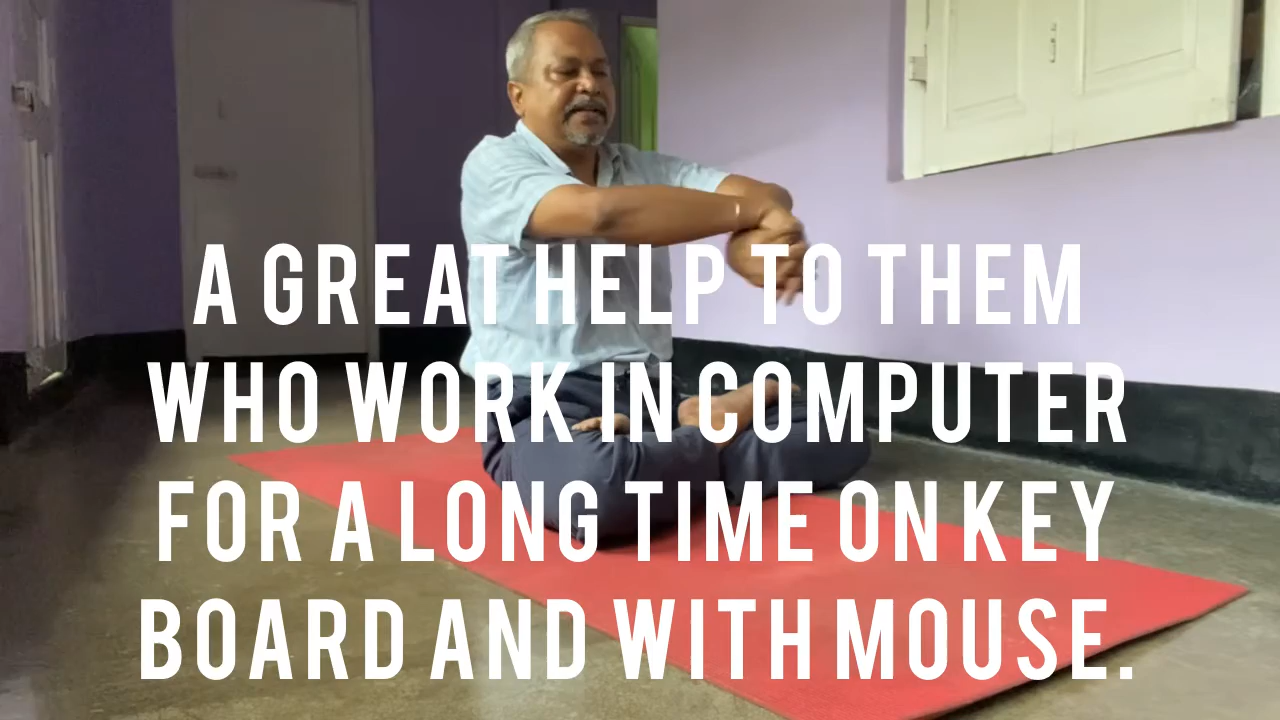 A GREAT HELP TO THEM
WHO WORK IN COMPUTER
FOR A LONG TIME ON KEY
BOARD AND WITH MOUSE.